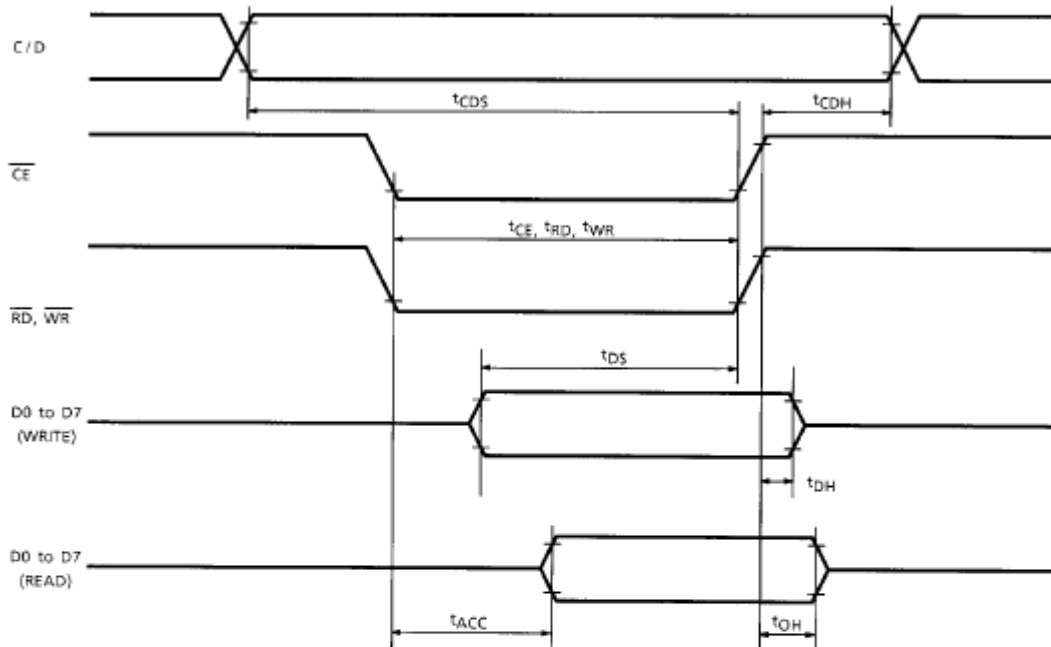 C/D
tCDS
tCDH
CE
tCE, tRD, tWR
RD, WR
tDS
D0 to D7
(WRITE)
tDH
D0 to D7
(READ)
tACC
tOH